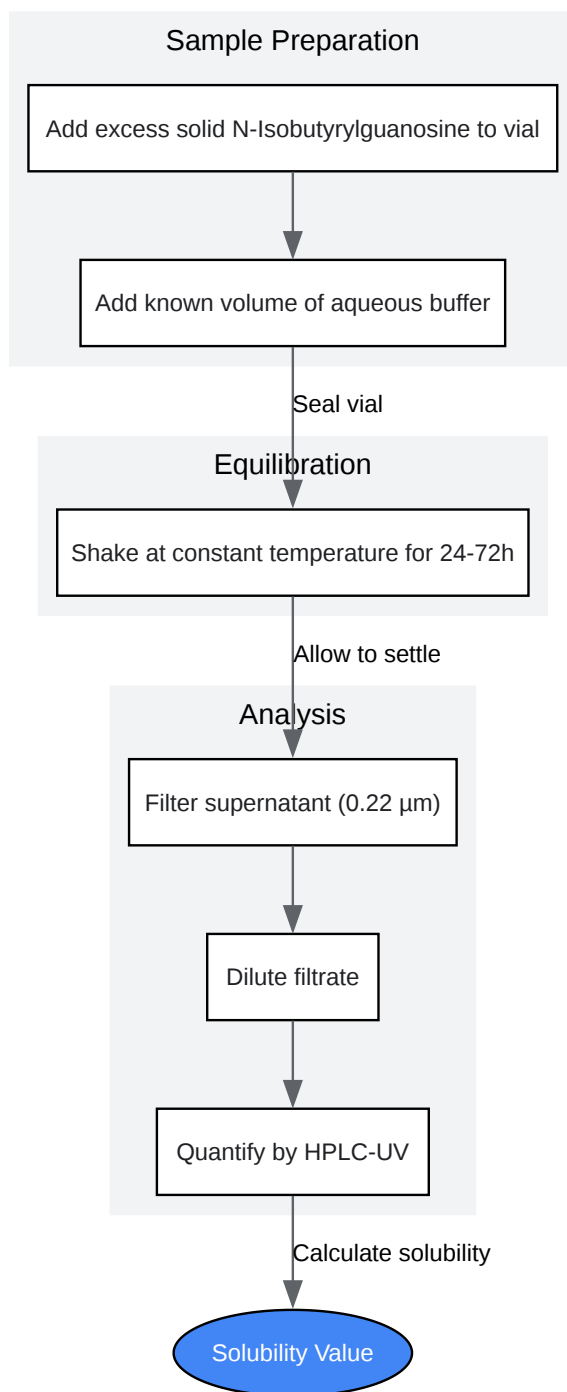 Sample Preparation
Add excess solid N-Isobutyrylguanosine to vial
Add known volume of aqueous buffer
Seal vial
Equilibration
Shake at constant temperature for 24-72h
Allow to settle
Analysis
Filter supernatant (0.22 µm)
Dilute filtrate
Quantify by HPLC-UV
Calculate solubility
Solubility Value